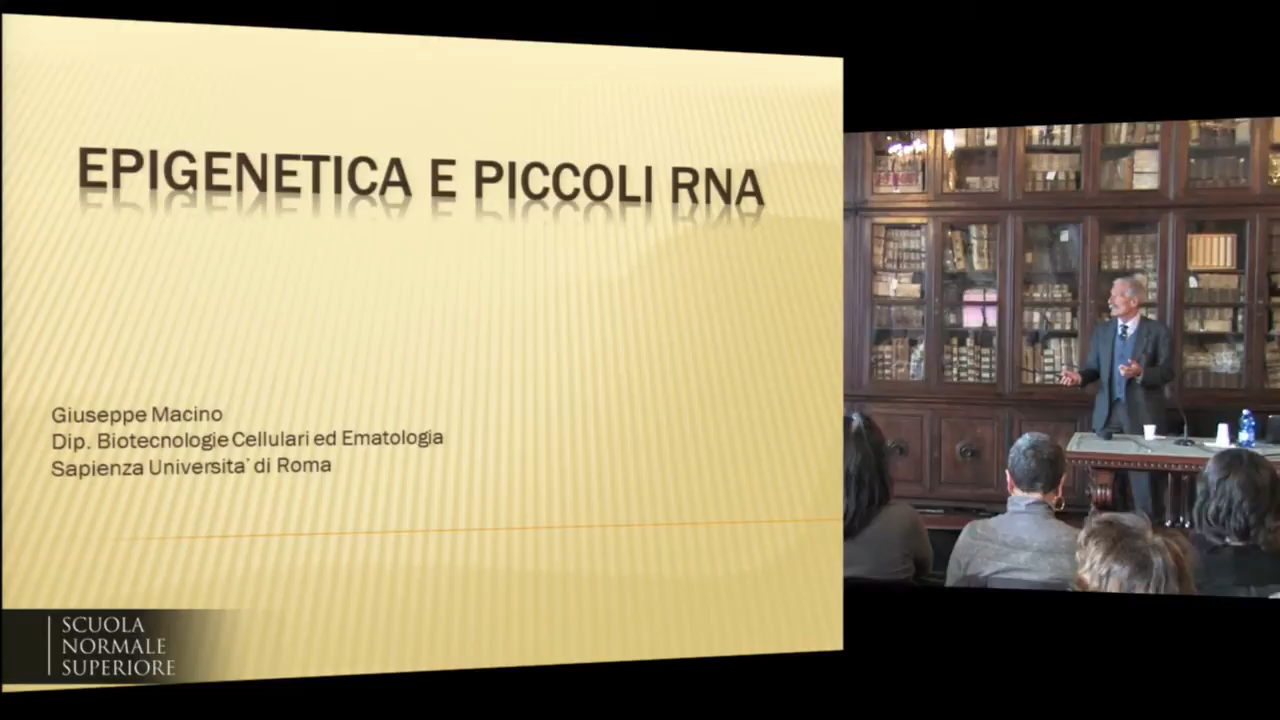 EPIGENETICA E PICCOLI RNA
Giuseppe Macino
Dip. Biotecnologie Cellulari ed Ematologia
Sapienza Universita' di Roma
SCUOLA
NORMALE
SUPERIORE